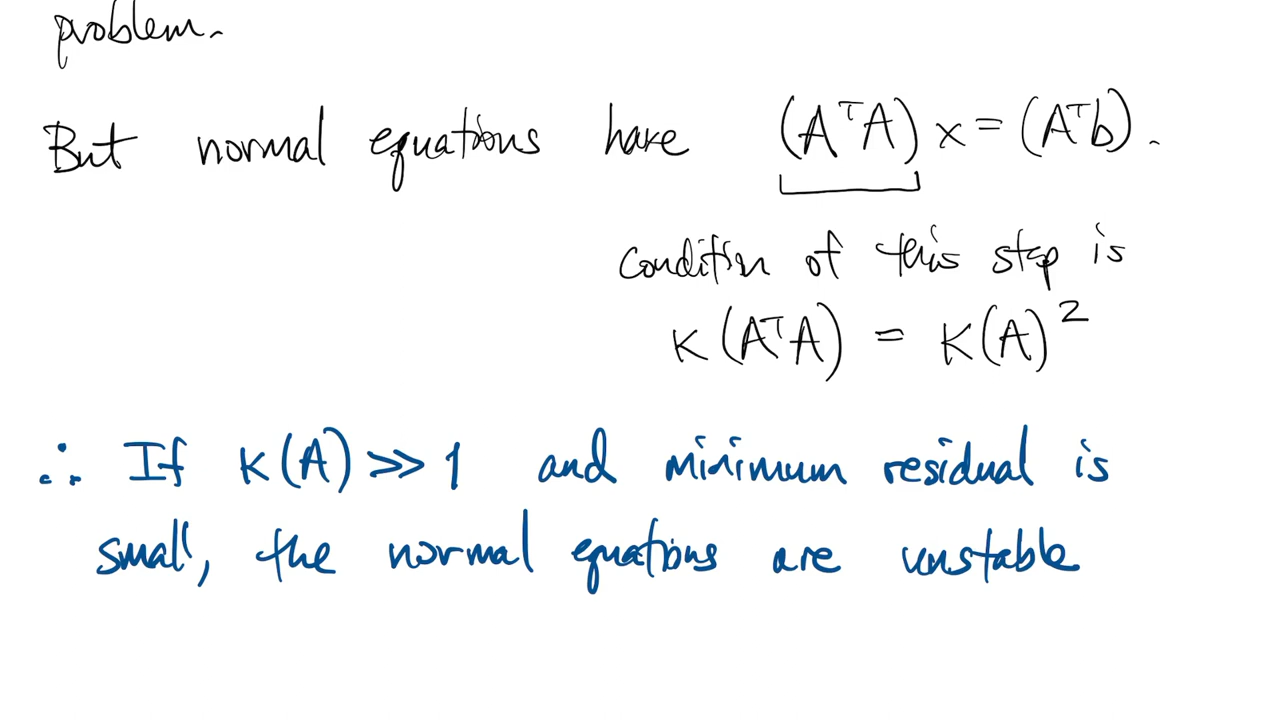 problem.
But normal equations have (AᵀA) x = (Aᵀb).
condition of this step is
κ(AᵀA) = κ(A)²
∴ If κ(A) ≫ 1 and minimum residual is
small, the normal equations are unstable